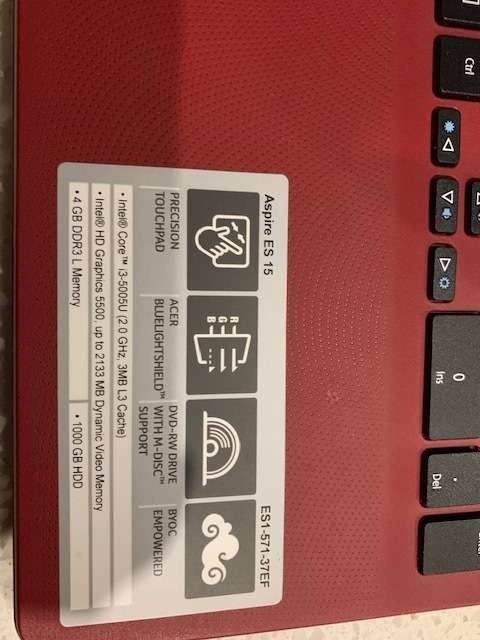 Aspire ES 15 ES1-571-37EF
R
G
B
PRECISION
TOUCHPAD
ACER
BLUELIGHTSHIELD™
DVD-RW DRIVE
WITH M-DISC™
SUPPORT
BYOC
EMPOWERED
• Intel® Core™ i3-5005U (2.0 GHz, 3MB L3 Cache)
• Intel® HD Graphics 5500, up to 2133 MB Dynamic Video Memory
• 4 GB DDR3 L Memory • 1000 GB HDD
Ctrl
0
Ins
.
Del